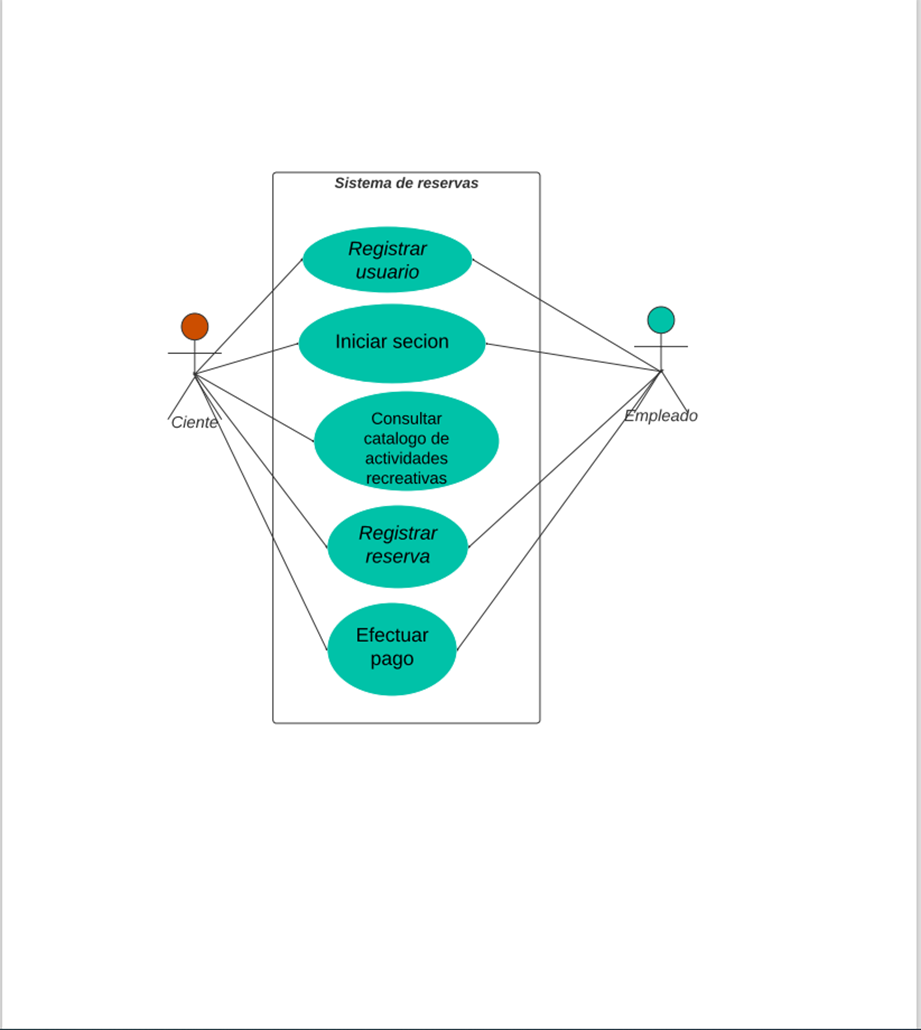 Sistema de reservas
Registrar
usuario
Iniciar secion
Ciente
Empleado
Consultar
catalogo de
actividades
recreativas
Registrar
reserva
Efectuar
pago